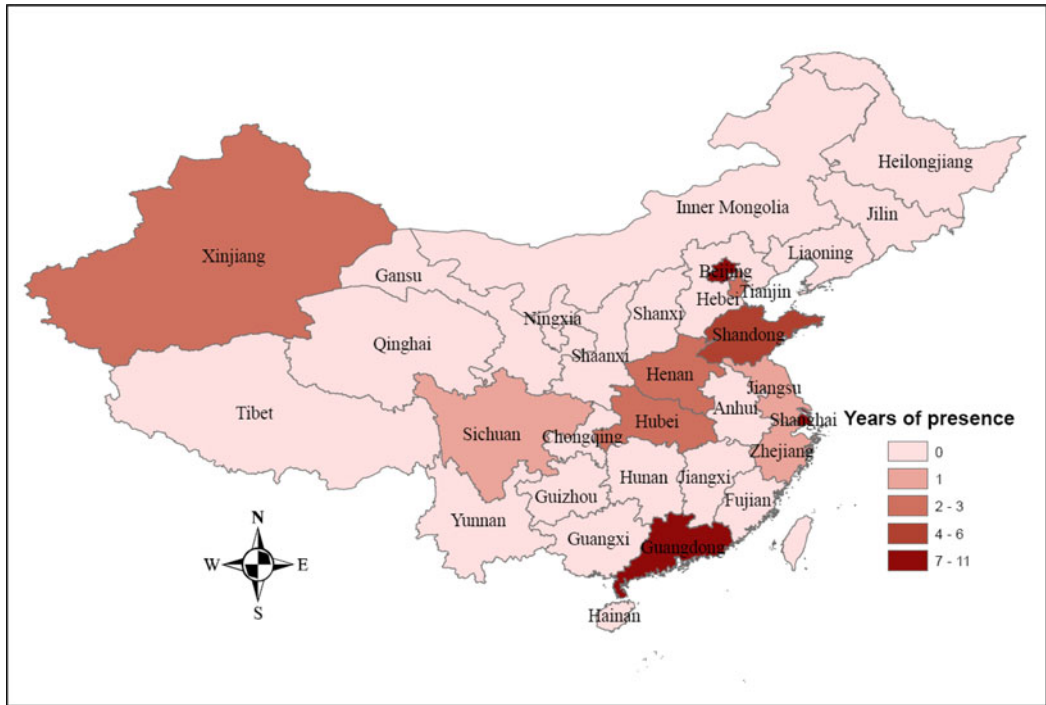 Heilongjiang
Jilin
Inner Mongolia
Liaoning
Xinjiang
Beijing
Gansu
Tianjin
Hebei
Shanxi
Ningxia
Shandong
Qinghai
Shaanxi
Henan
Jiangsu
Tibet
Anhui
Shanghai
Hubei
Sichuan
Chongqing
Zhejiang
Hunan
Jiangxi
Guizhou
Fujian
Yunnan
Guangxi
Guangdong
Hainan
Years of presence
0
1
2 - 3
4 - 6
7 - 11
N
W E
S